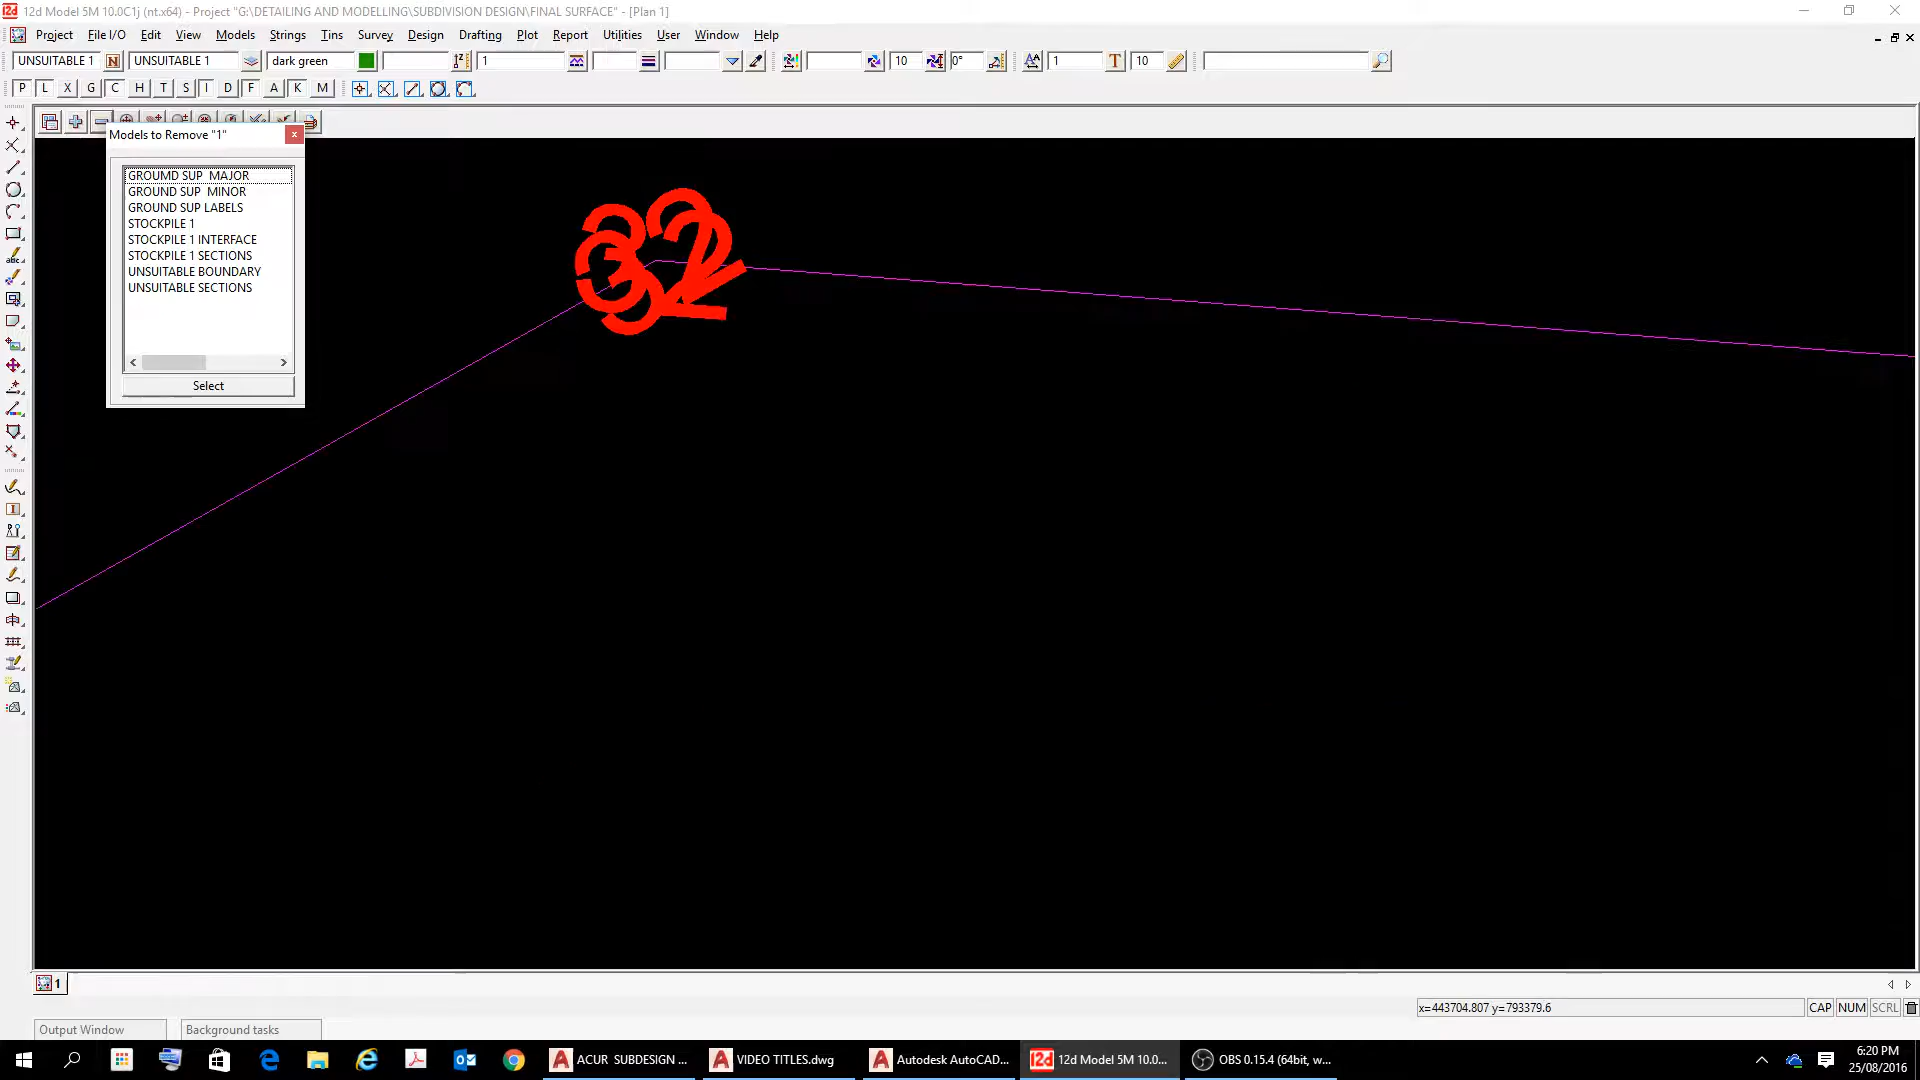 12d Model 5M 10.0C1j (nt.x64) - Project "G:\DETAILING AND MODELLING\SUBDIVISION DESIGN\FINAL SURFACE" - [Plan 1]
Project File I/O Edit View Models Strings Tins Survey Design Drafting Plot Report Utilities User Window Help
UNSUITABLE 1 N UNSUITABLE 1 dark green 1 10 0° 1 T 10
P L X G C H T S I D F A K M
Models to Remove "1"
GROUMD SUP MAJOR
GROUND SUP MINOR
GROUND SUP LABELS
STOCKPILE 1
STOCKPILE 1 INTERFACE
STOCKPILE 1 SECTIONS
UNSUITABLE BOUNDARY
UNSUITABLE SECTIONS
Select
1
x=443704.807 y=793379.6 CAP NUM SCRL
Output Window Background tasks
ACUR SUBDESIGN ... VIDEO TITLES.dwg Autodesk AutoCAD... 12d Model 5M 10.0... OBS 0.15.4 (64bit, w...
6:20 PM
25/08/2016